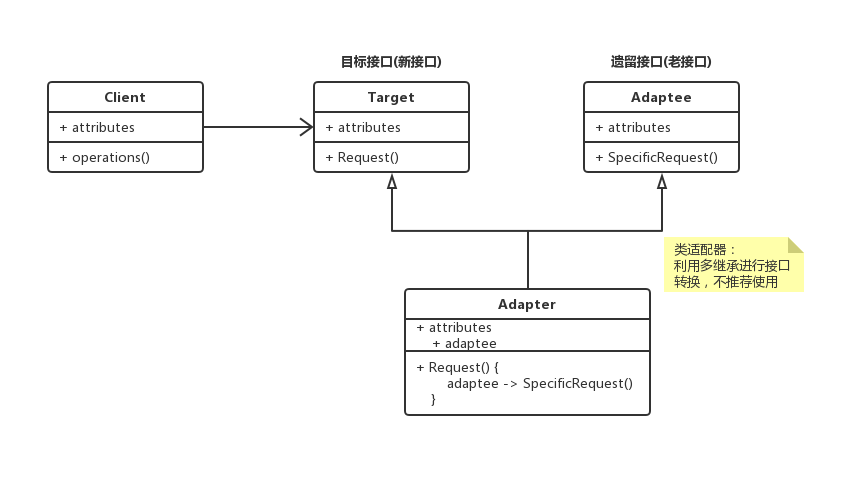 目标接口(新接口)
遗留接口(老接口)
Client
+ attributes
+ operations()
Target
+ attributes
+ Request()
Adaptee
+ attributes
+ SpecificRequest()
类适配器：
利用多继承进行接口
转换，不推荐使用
Adapter
+ attributes
+ adaptee
+ Request() {
adaptee -> SpecificRequest()
}